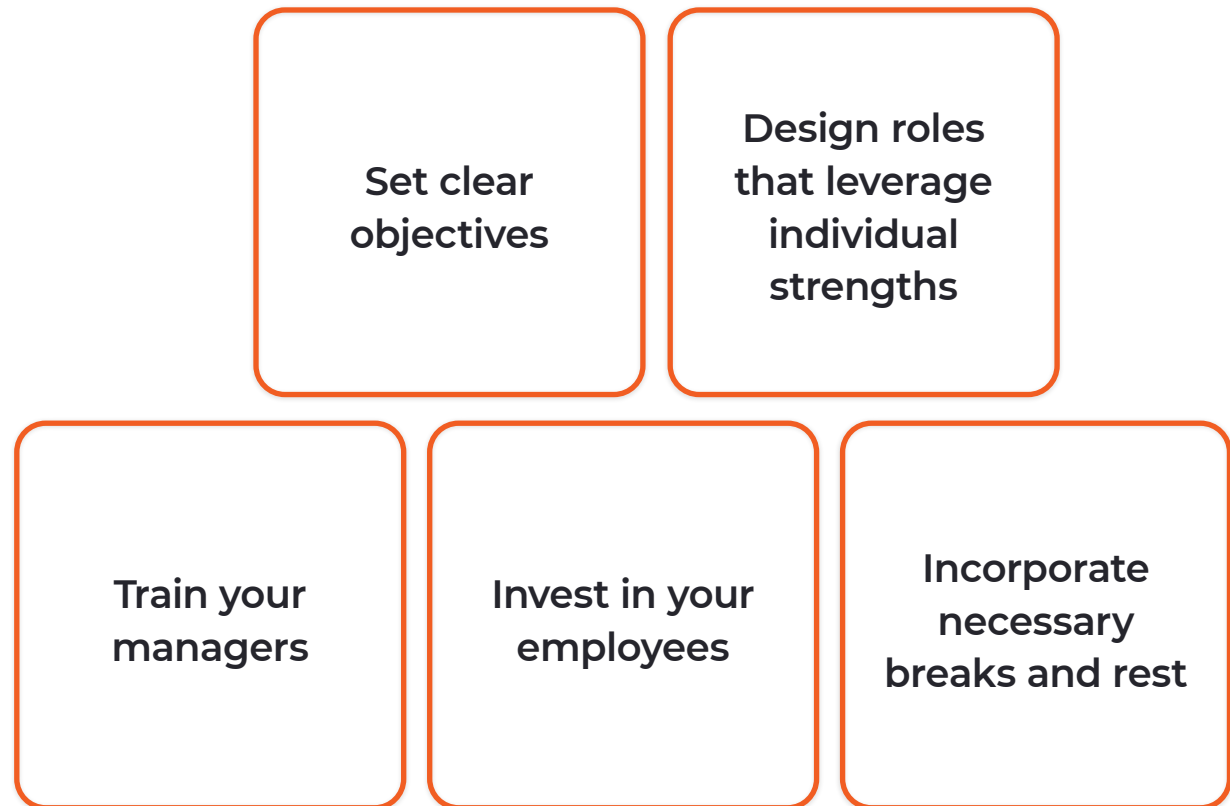 Set clear
objectives
Design roles
that leverage
individual
strengths
Train your
managers
Invest in your
employees
Incorporate
necessary
breaks and rest